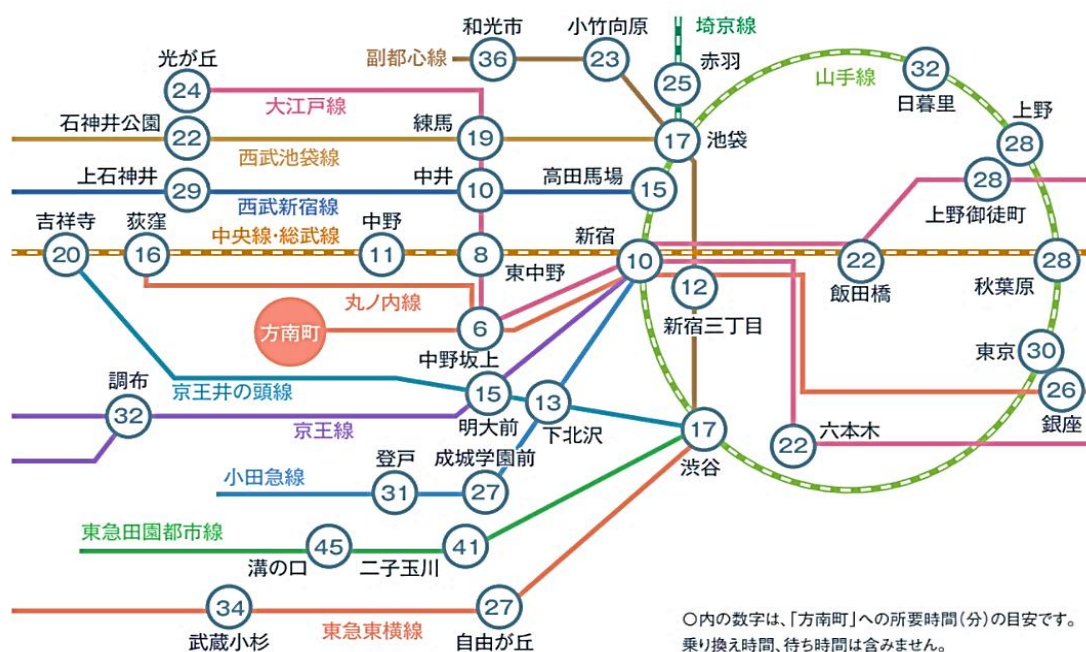 和光市
小竹向原
埼京線
副都心線
36
23
赤羽
25
山手線
32
日暮里
光が丘
24
大江戸線
上野
28
石神井公園
22
練馬
19
17
池袋
西武池袋線
上石神井
29
中井
10
高田馬場
15
28
上野御徒町
西武新宿線
吉祥寺
20
荻窪
16
中央線・総武線
中野
11
8
東中野
新宿
10
22
飯田橋
28
秋葉原
丸ノ内線
12
新宿三丁目
方南町
6
中野坂上
東京
30
26
銀座
調布
32
京王井の頭線
京王線
15
明大前
13
下北沢
17
渋谷
六本木
22
小田急線
登戸
31
成城学園前
27
東急田園都市線
溝の口
45
二子玉川
41
34
武蔵小杉
東急東横線
27
自由が丘
○内の数字は、「方南町」への所要時間(分)の目安です。
乗り換え時間、待ち時間は含みません。